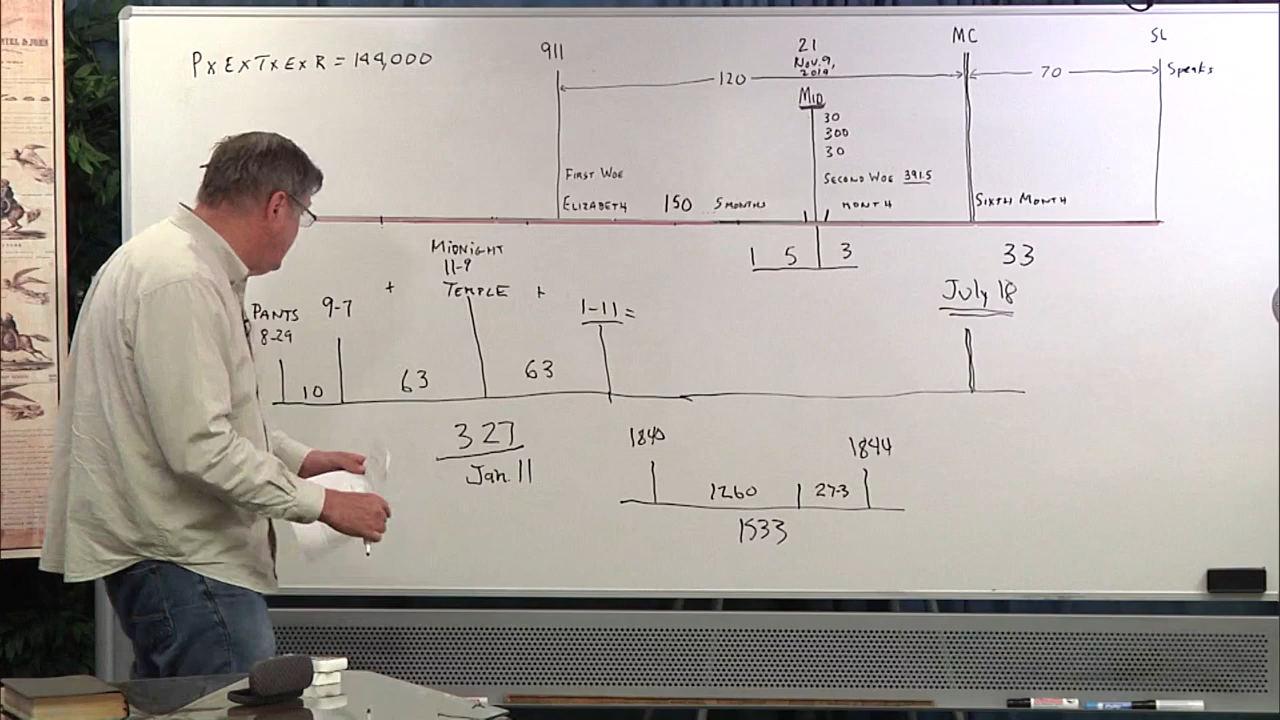 NIEL & JOHN
P x E x T x E x R = 144,000
911
21
Nov. 9,
2019
MC
SL
120
70
Speaks
MID
30
300
30
FIRST WOE
SECOND WOE 391.5
ELIZABETH 150 5 MONTHS
MONTH
SIXTH MONTH
1 5 3
33
MIDNIGHT
11-9
TEMPLE
+
+
PANTS
8-29
9-7
1-11 =
July 18
10
63
63
327
Jan. 11
1840
1844
1260
273
1533